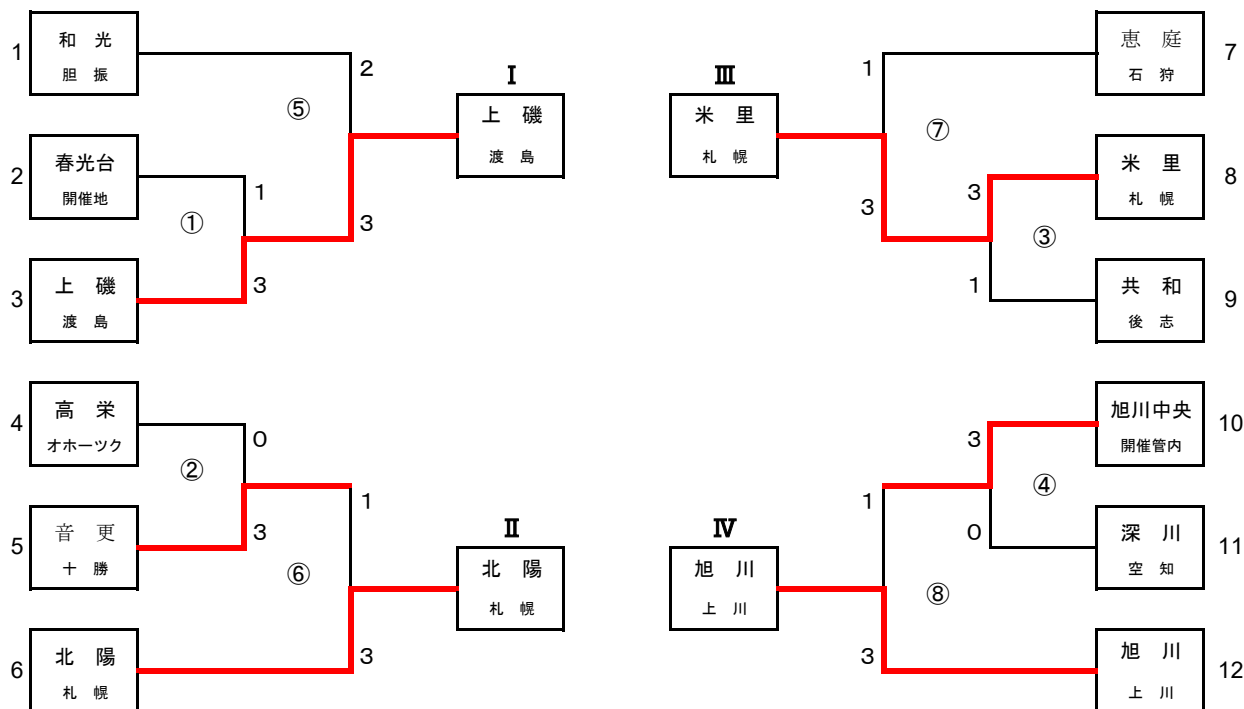 1
和 光
胆 振
2
⑤
2
春光台
開催地
1
①
3
上 磯
渡 島
3
3
Ⅰ
上 磯
渡 島
4
高 栄
オホーツク
0
②
5
音 更
十 勝
3
1
⑥
6
北 陽
札 幌
3
Ⅱ
北 陽
札 幌
Ⅲ
米 里
札 幌
1
⑦
3
恵 庭
石 狩
7
3
米 里
札 幌
8
③
1
共 和
後 志
9
Ⅳ
旭 川
上 川
1
⑧
3
3
旭川中央
開催管内
10
④
0
深 川
空 知
11
旭 川
上 川
12